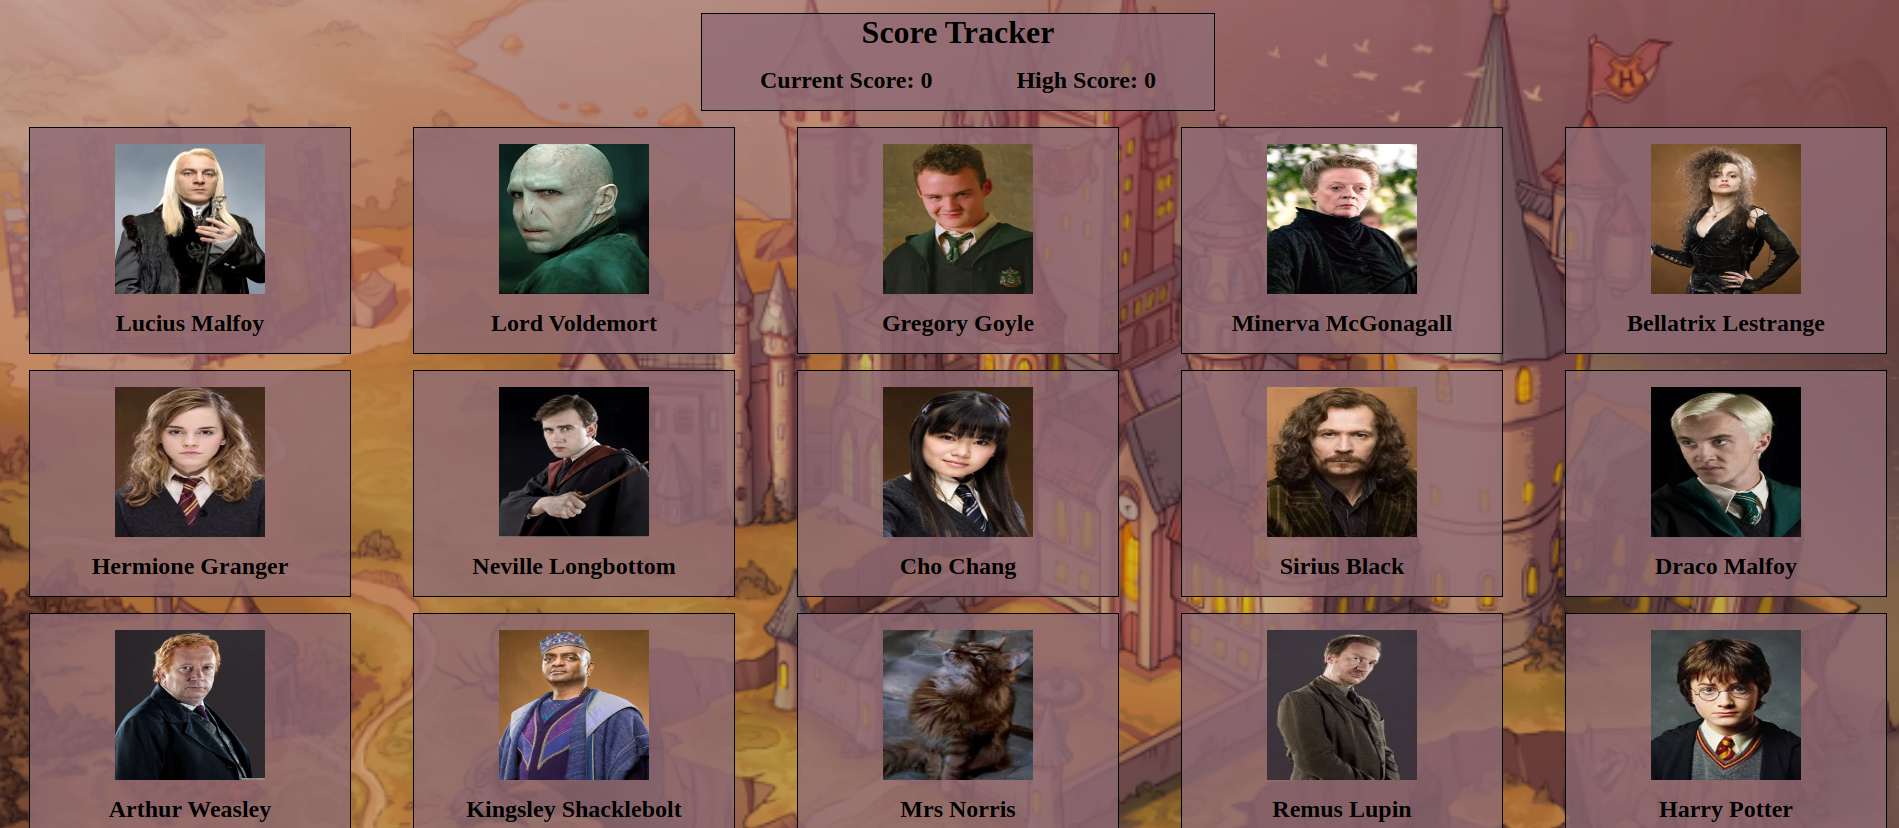 Score Tracker
Current Score: 0 High Score: 0
H
Lucius Malfoy
Lord Voldemort
Gregory Goyle
Minerva McGonagall
Bellatrix Lestrange
Hermione Granger
Neville Longbottom
Cho Chang
Sirius Black
Draco Malfoy
Arthur Weasley
Kingsley Shacklebolt
Mrs Norris
Remus Lupin
Harry Potter